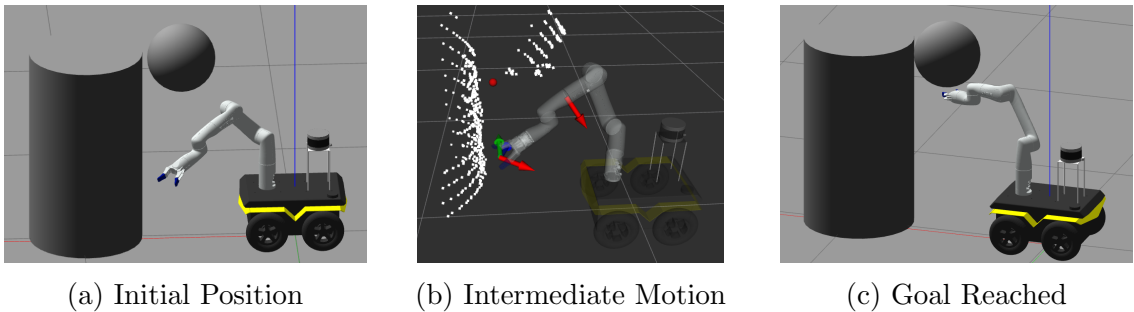 (a) Initial Position
(b) Intermediate Motion
(c) Goal Reached